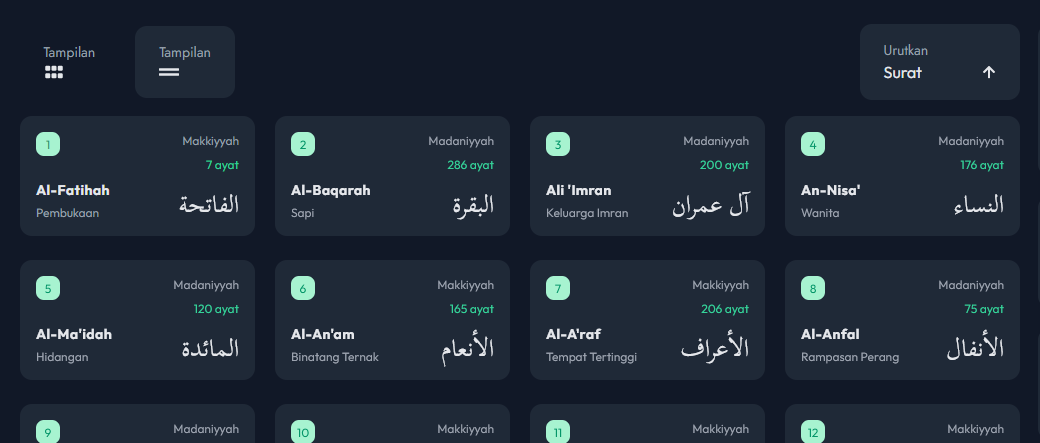 Tampilan
Tampilan
Urutkan
Surat
1
Makkiyyah
7 ayat
Al-Fatihah
Pembukaan
الفاتحة
2
Madaniyyah
286 ayat
Al-Baqarah
Sapi
البقرة
3
Madaniyyah
200 ayat
Ali 'Imran
Keluarga Imran
آل عمران
4
Madaniyyah
176 ayat
An-Nisa'
Wanita
النساء
5
Madaniyyah
120 ayat
Al-Ma'idah
Hidangan
المائدة
6
Makkiyyah
165 ayat
Al-An'am
Binatang Ternak
الأنعام
7
Makkiyyah
206 ayat
Al-A'raf
Tempat Tertinggi
الأعراف
8
Madaniyyah
75 ayat
Al-Anfal
Rampasan Perang
الأنفال
9
Madaniyyah
10
Makkiyyah
11
Makkiyyah
12
Makkiyyah